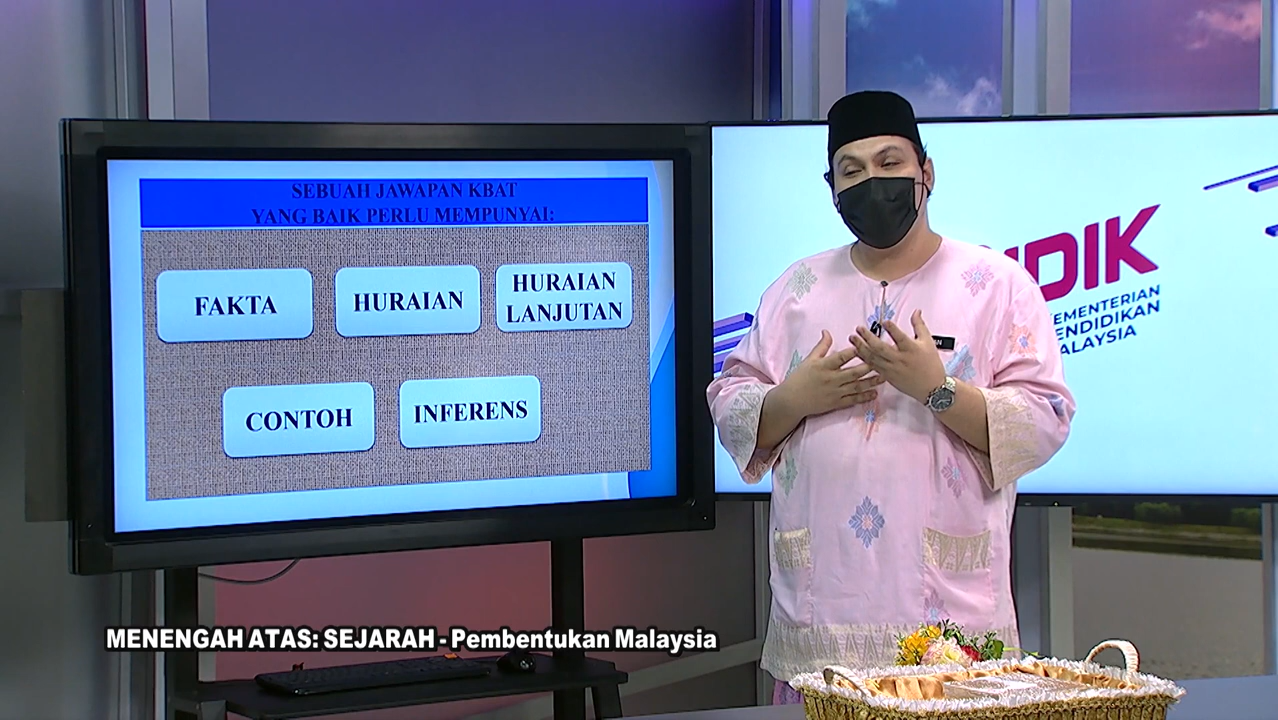 SEBUAH JAWAPAN KBAT
YANG BAIK PERLU MEMPUNYAI:
FAKTA
HURAIAN
HURAIAN
LANJUTAN
CONTOH
INFERENS
IDIK
KEMENTERIAN
PENDIDIKAN
MALAYSIA
MENENGAH ATAS: SEJARAH - Pembentukan Malaysia